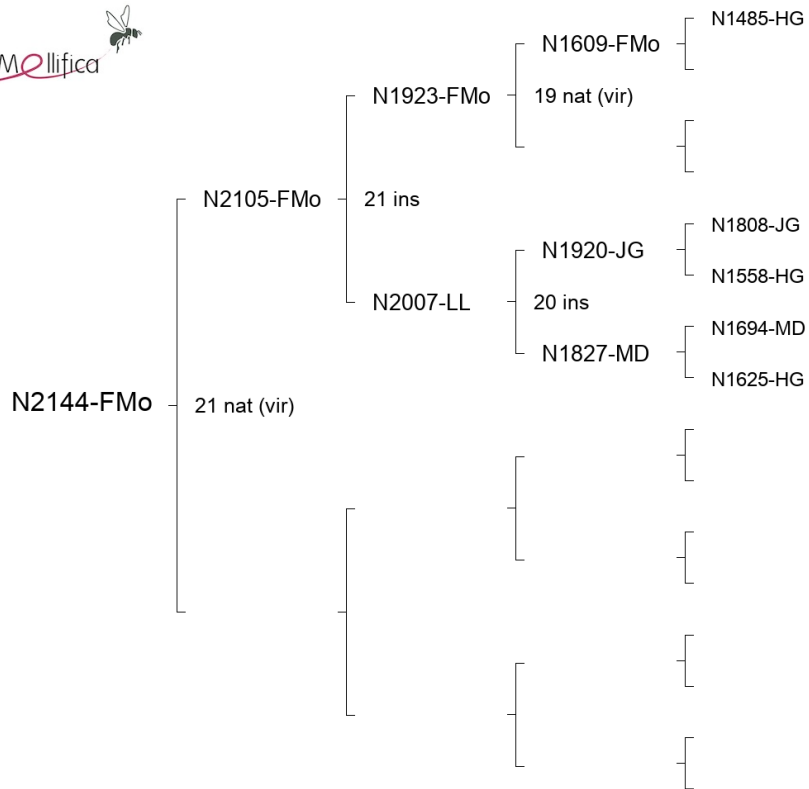 Mellifica
N1485-HG
N1609-FMo
N1923-FMo
19 nat (vir)
N2105-FMo
21 ins
N1808-JG
N1920-JG
N1558-HG
N2007-LL
20 ins
N1694-MD
N1827-MD
N1625-HG
N2144-FMo
21 nat (vir)